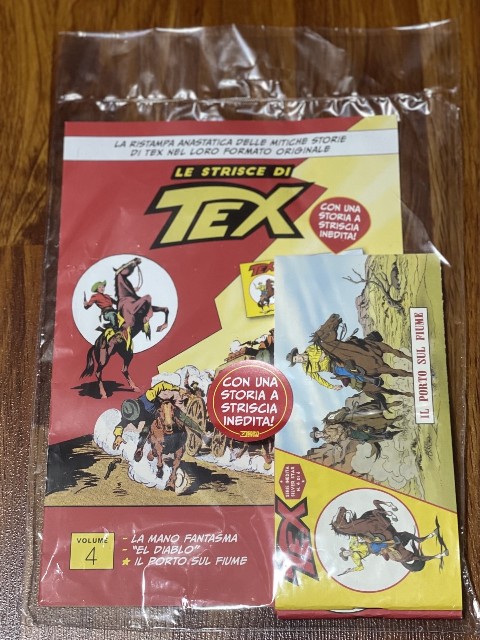 LA RISTAMPA ANASTATICA DELLE MITICHE STORIE
DI TEX NEL LORO FORMATO ORIGINALE
LE STRISCE DI
TEX
CON UNA
STORIA A
STRISCIA
INEDITA!
TEX
CON UNA
STORIA A
STRISCIA
INEDITA!
IL PORTO SUL FIUME
TEX
VOLUME
4
- LA MANO FANTASMA
- "EL DIABLO"
★ IL PORTO SUL FIUME